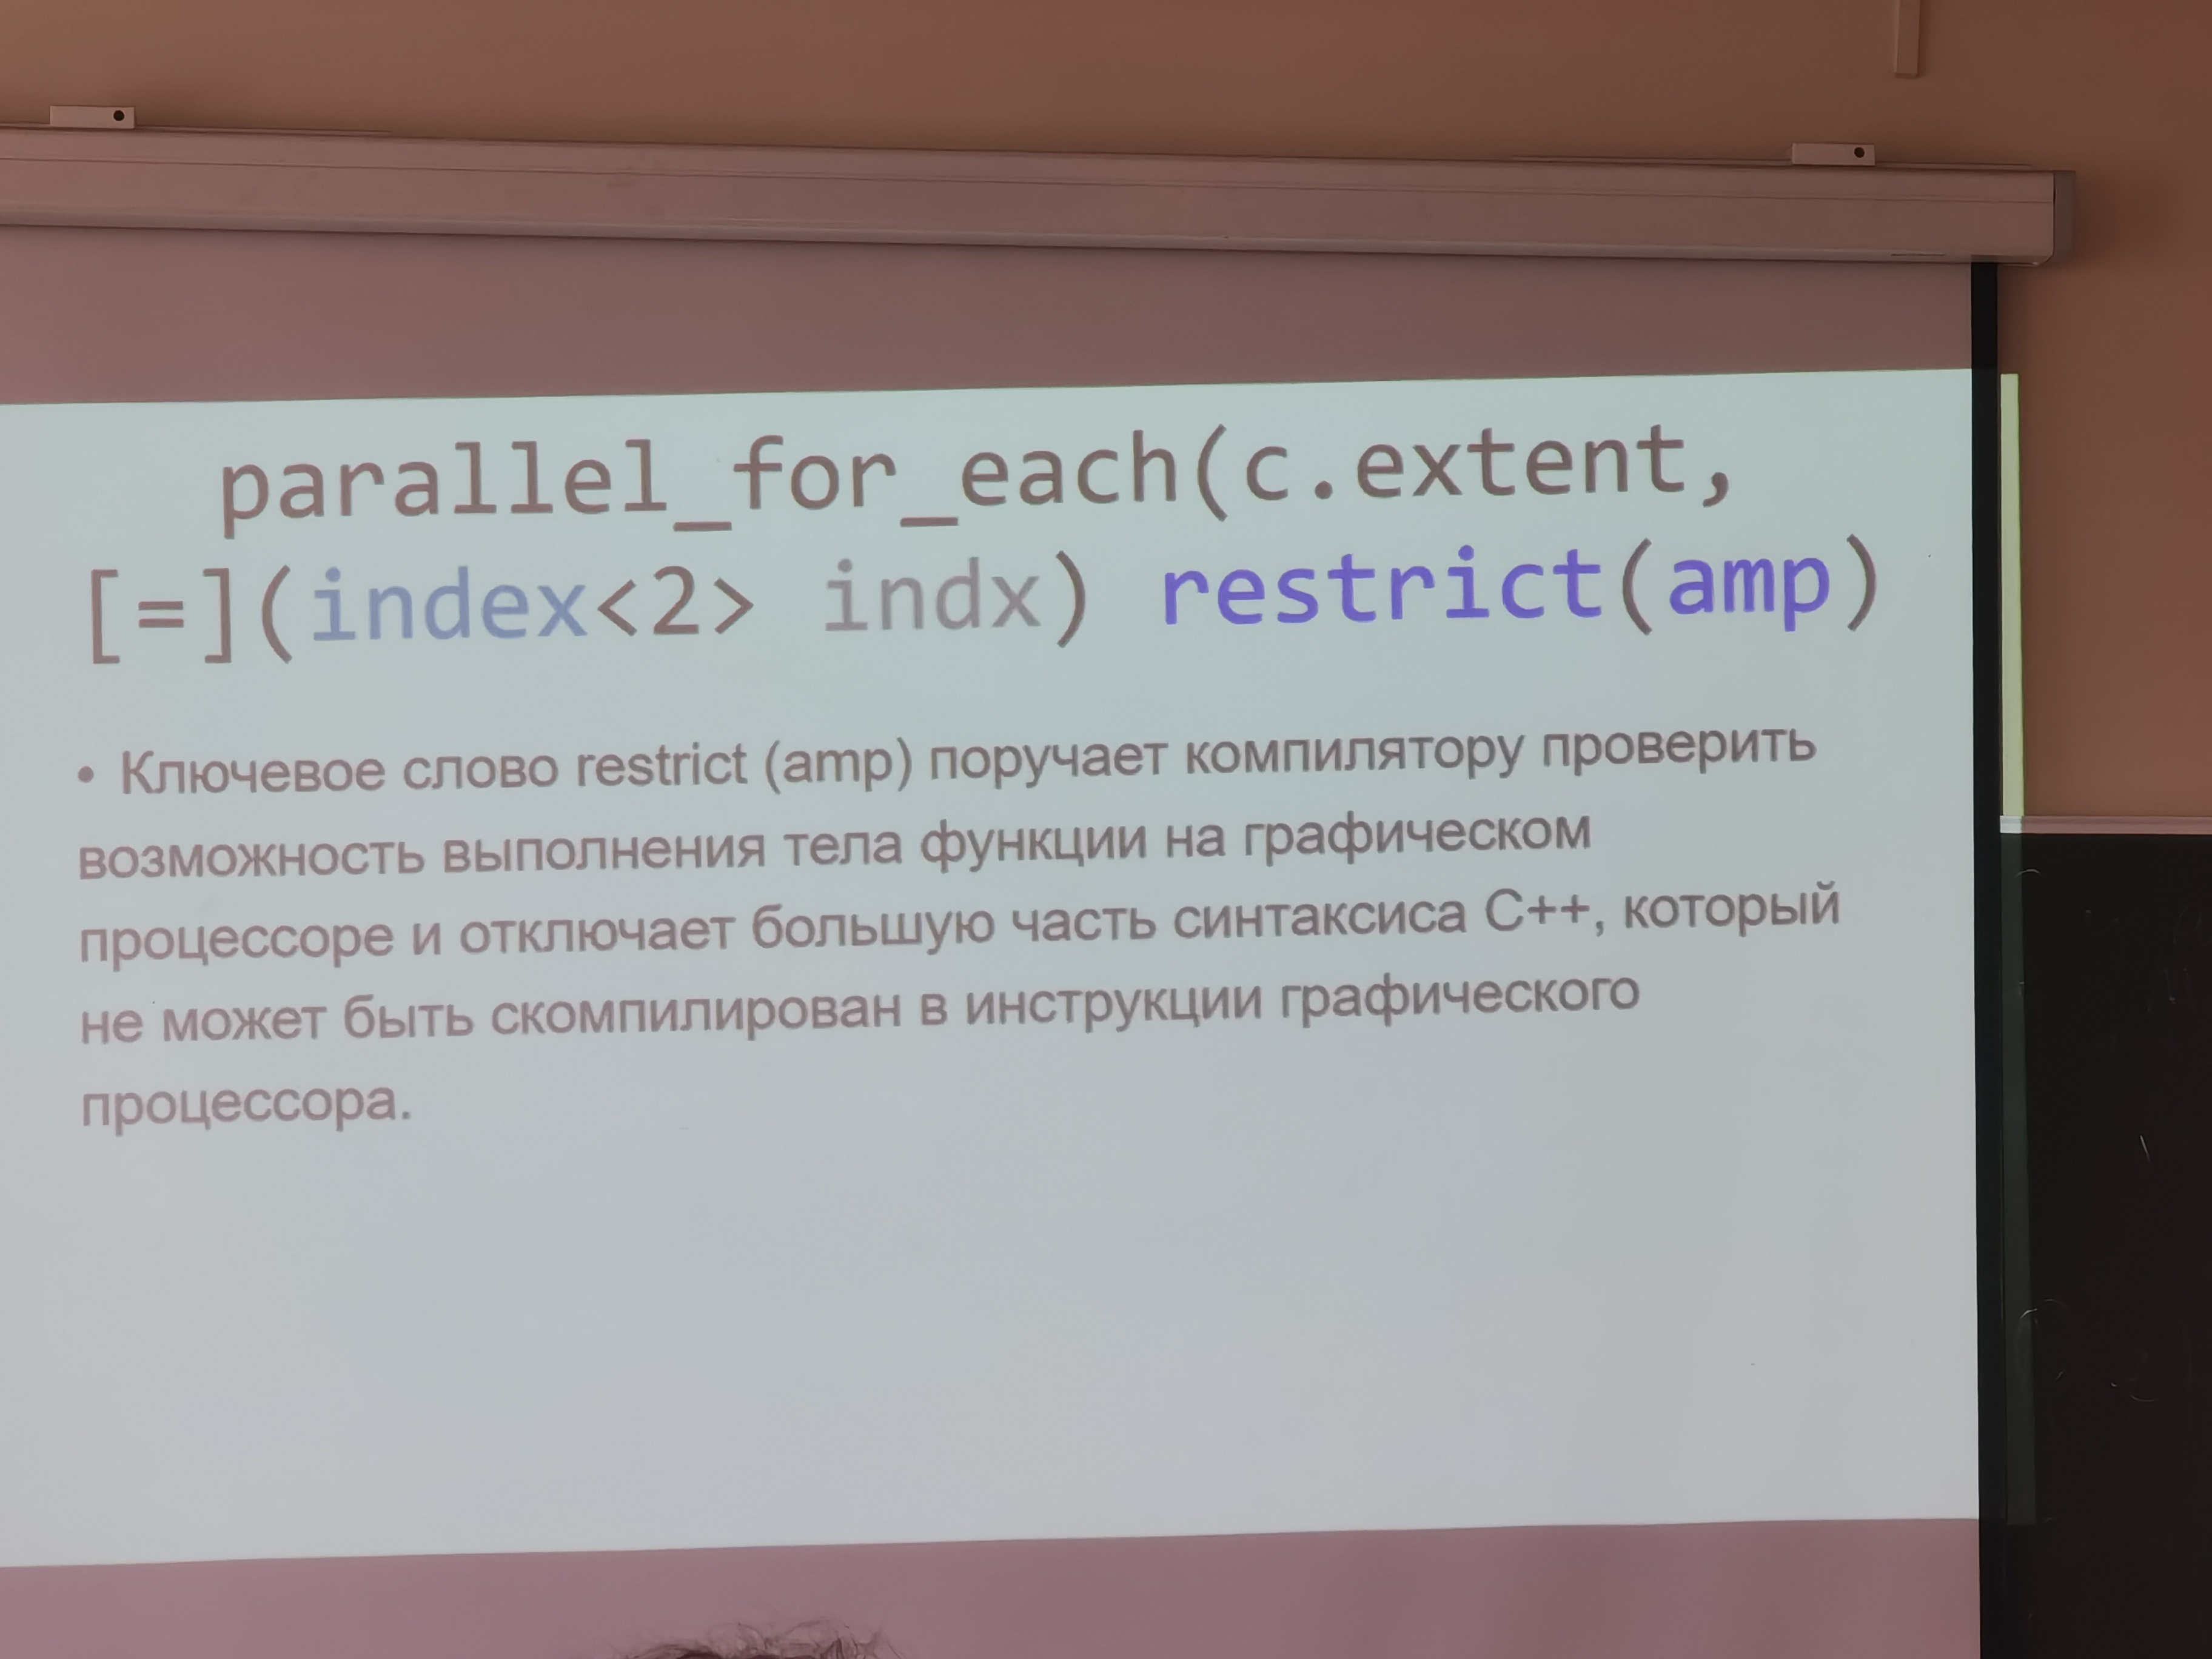 parallel_for_each(c.extent,
[=](index<2> indx) restrict(amp)
• Ключевое слово restrict (amp) поручает компилятору проверить
возможность выполнения тела функции на графическом
процессоре и отключает большую часть синтаксиса C++, который
не может быть скомпилирован в инструкции графического
процессора.